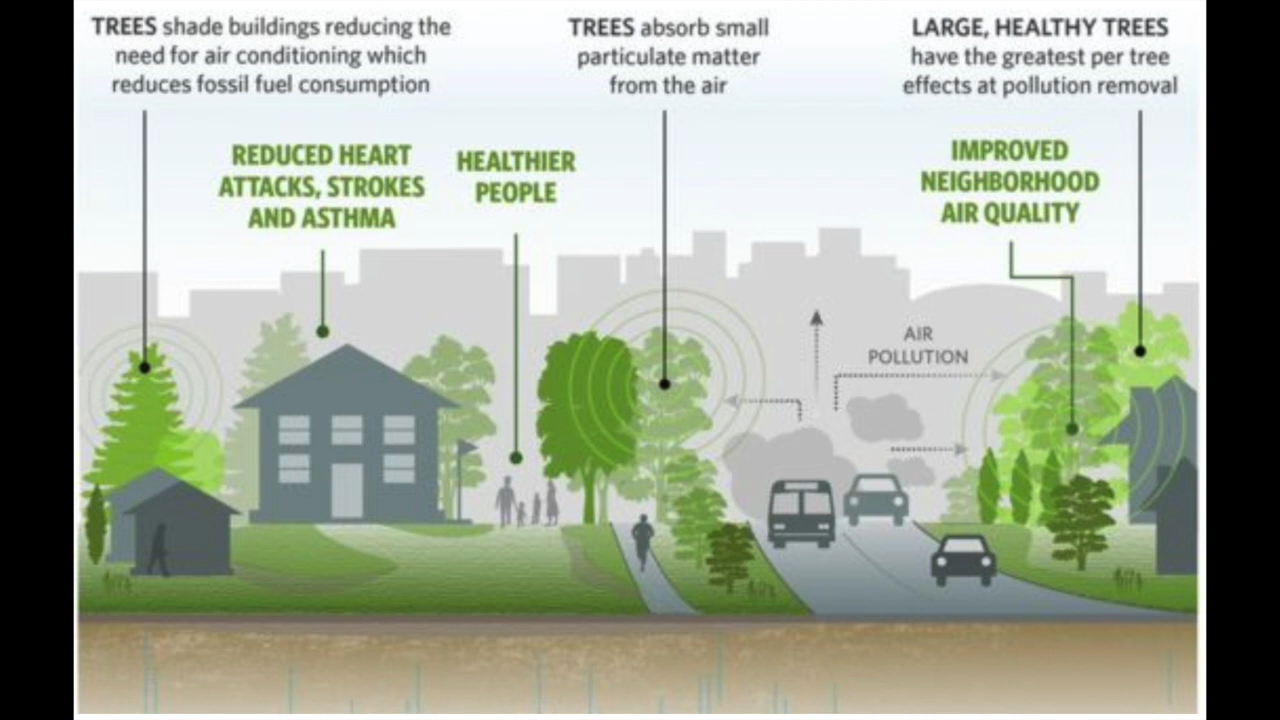 TREES shade buildings reducing the
need for air conditioning which
reduces fossil fuel consumption
TREES absorb small
particulate matter
from the air
LARGE, HEALTHY TREES
have the greatest per tree
effects at pollution removal
REDUCED HEART
ATTACKS, STROKES
AND ASTHMA
HEALTHIER
PEOPLE
IMPROVED
NEIGHBORHOOD
AIR QUALITY
AIR
POLLUTION